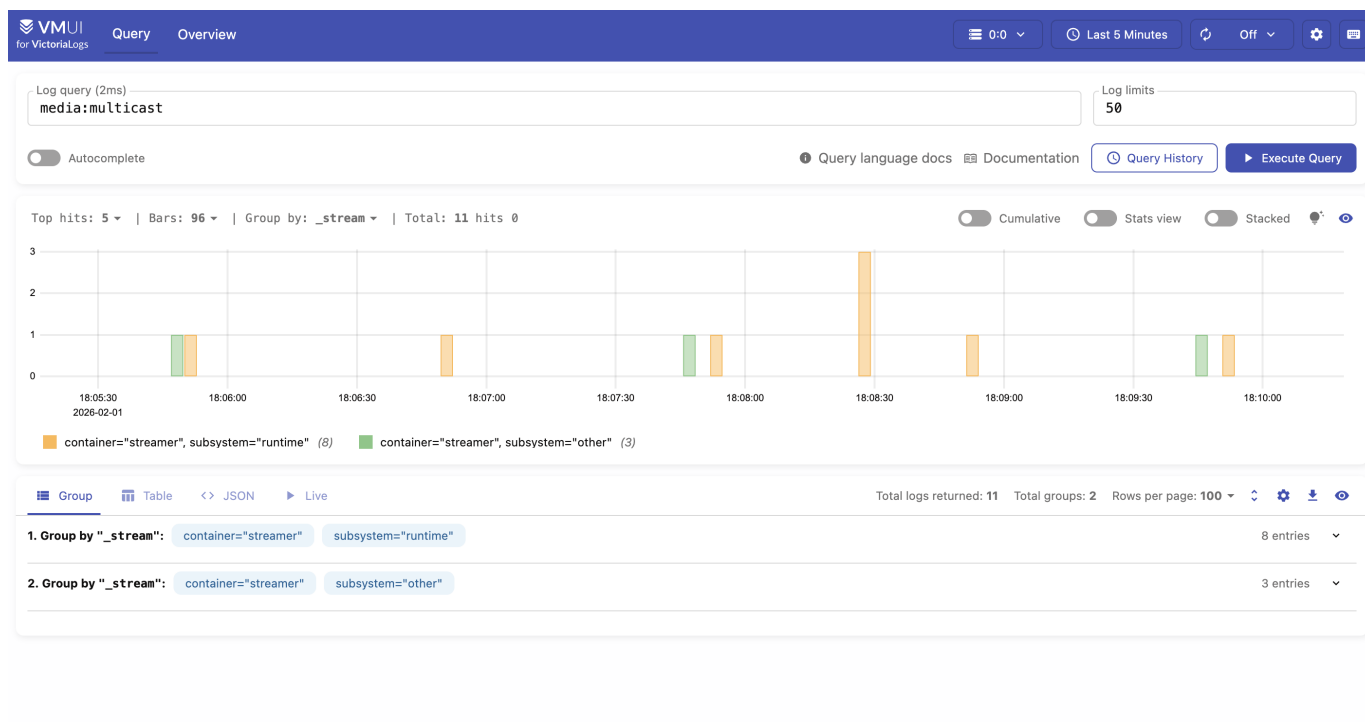 VMUI
for VictoriaLogs
Query Overview
0:0 Last 5 Minutes Off
Log query (2ms)
media:multicast
Log limits
50
Autocomplete
Query language docs Documentation Query History Execute Query
Top hits: 5 | Bars: 96 | Group by: _stream | Total: 11 hits 0
Cumulative Stats view Stacked
3
2
1
0
18:05:30 18:06:00 18:06:30 18:07:00 18:07:30 18:08:00 18:08:30 18:09:00 18:09:30 18:10:00
2026-02-01
container="streamer", subsystem="runtime" (8) container="streamer", subsystem="other" (3)
Group Table JSON Live
Total logs returned: 11 Total groups: 2 Rows per page: 100
1. Group by "_stream": container="streamer" subsystem="runtime" 8 entries
2. Group by "_stream": container="streamer" subsystem="other" 3 entries